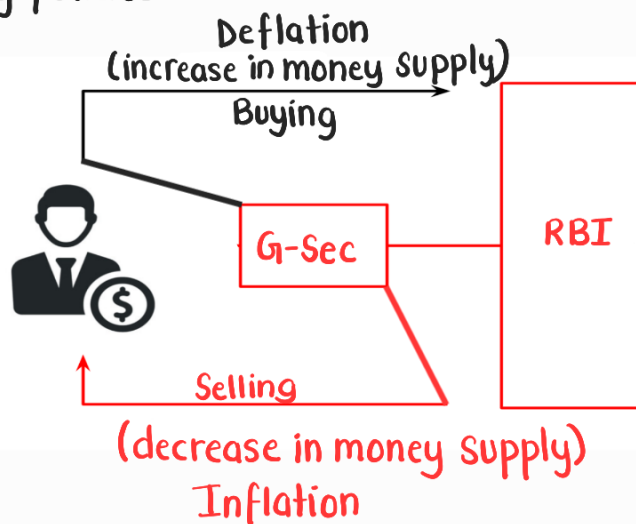 Deflation
(increase in money supply)
Buying
G-Sec
RBI
$
Selling
(decrease in money supply)
Inflation